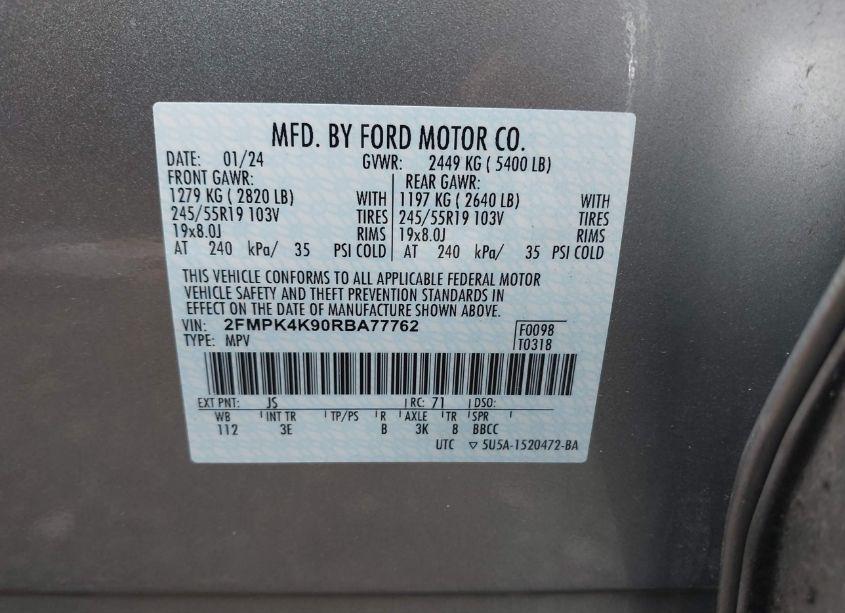 MFD. BY FORD MOTOR CO.
DATE: 01/24 GVWR: 2449 KG ( 5400 LB)
FRONT GAWR: REAR GAWR:
1279 KG ( 2820 LB) WITH 1197 KG ( 2640 LB) WITH
245/55R19 103V TIRES 245/55R19 103V TIRES
19x8.0J RIMS 19x8.0J RIMS
AT 240 kPa/ 35 PSI COLD AT 240 kPa/ 35 PSI COLD
THIS VEHICLE CONFORMS TO ALL APPLICABLE FEDERAL MOTOR
VEHICLE SAFETY AND THEFT PREVENTION STANDARDS IN
EFFECT ON THE DATE OF MANUFACTURE SHOWN ABOVE.
VIN: 2FMPK4K90RBA77762 F0098
TYPE: MPV T0318
EXT PNT: JS RC: 71 DSO:
WB INT TR TP/PS R AXLE TR SPR
112 3E B 3K 8 BBCC
UTC ▽ 5U5A-1520472-BA